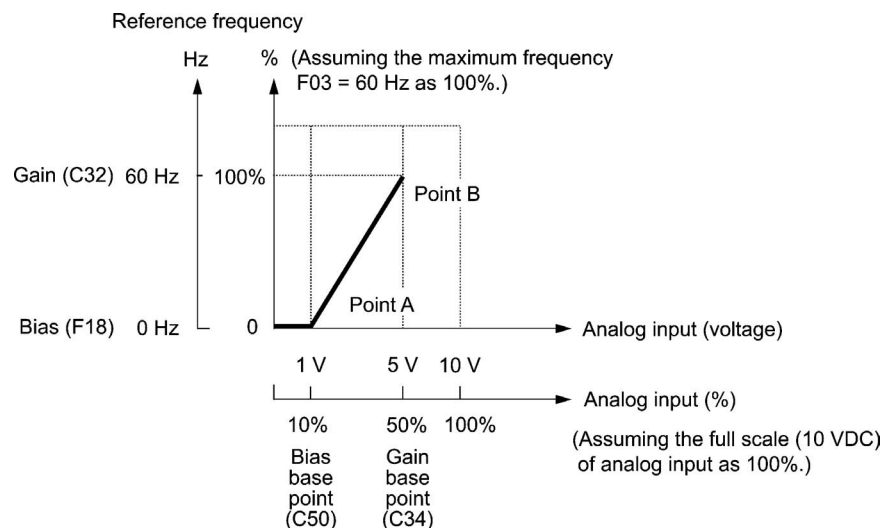 Reference frequency
Hz
% (Assuming the maximum frequency
F03 = 60 Hz as 100%.)
Gain (C32) 60 Hz 100%
Point B
Point A
Bias (F18) 0 Hz 0
Analog input (voltage)
1 V 5 V 10 V
Analog input (%)
10% 50% 100%
(Assuming the full scale (10 VDC)
of analog input as 100%.)
Bias
base
point
(C50)
Gain
base
point
(C34)